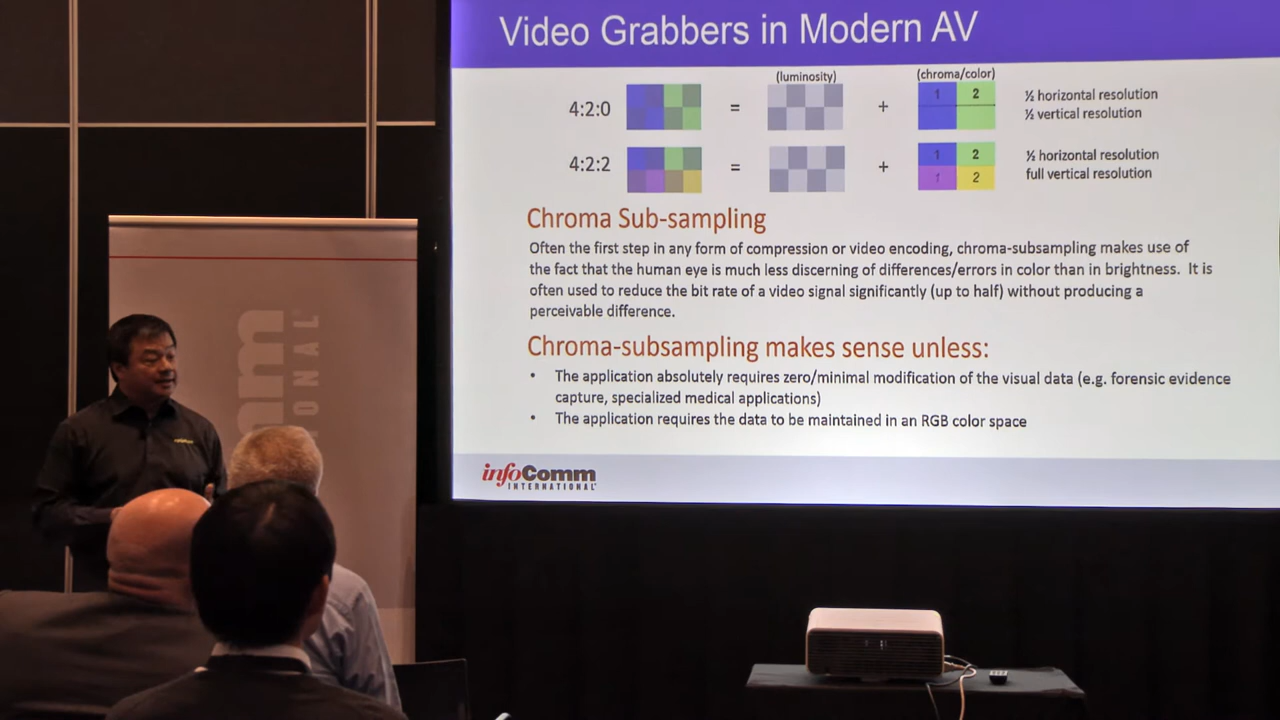 Video Grabbers in Modern AV
(luminosity)
(chroma/color)
4:2:0
=
+
1 2
½ horizontal resolution
½ vertical resolution
4:2:2
=
+
1 2
1 2
½ horizontal resolution
full vertical resolution
Chroma Sub-sampling
Often the first step in any form of compression or video encoding, chroma-subsampling makes use of
the fact that the human eye is much less discerning of differences/errors in color than in brightness. It is
often used to reduce the bit rate of a video signal significantly (up to half) without producing a
perceivable difference.
Chroma-subsampling makes sense unless:
• The application absolutely requires zero/minimal modification of the visual data (e.g. forensic evidence
capture, specialized medical applications)
• The application requires the data to be maintained in an RGB color space
infoComm
INTERNATIONAL